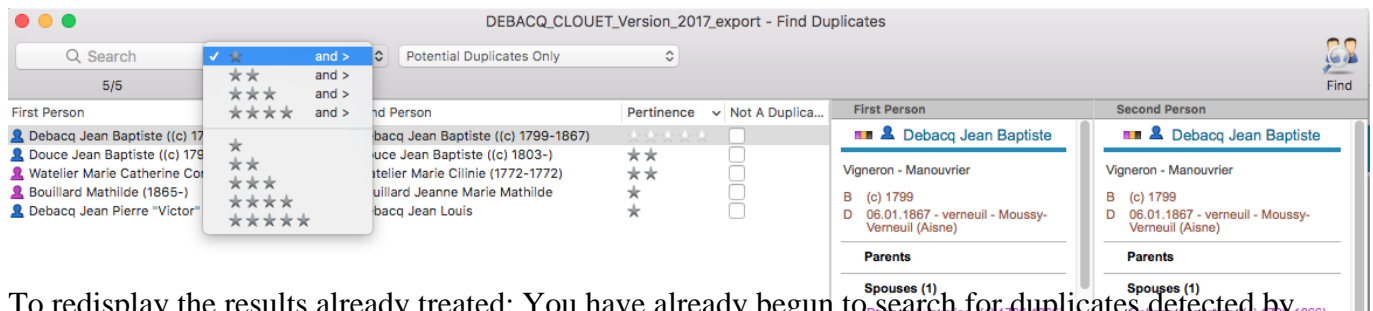 DEBACQ_CLOUET_Version_2017_export - Find Duplicates
Search
and >
Potential Duplicates Only
5/5
and >
and >
and >
Find
First Person
nd Person
Pertinence
Not A Duplica...
First Person
Second Person
Debacq Jean Baptiste ((c) 17
ebacq Jean Baptiste ((c) 1799-1867)
Douce Jean Baptiste ((c) 179
uce Jean Baptiste ((c) 1803-)
Watelier Marie Catherine Co
atelier Marie Cilinie (1772-1772)
Bouillard Mathilde (1865-)
uillard Jeanne Marie Mathilde
Debacq Jean Pierre "Victor"
ebacq Jean Louis
Debacq Jean Baptiste
Vigneron - Manouvrier
B (c) 1799
D 06.01.1867 - verneuil - Moussy-
Verneuil (Aisne)
Parents
Spouses (1)
Debacq Jean Baptiste
Vigneron - Manouvrier
B (c) 1799
D 06.01.1867 - verneuil - Moussy-
Verneuil (Aisne)
Parents
Spouses (1)
To redisplay the results already treated: You have already begun to search for duplicates detected by